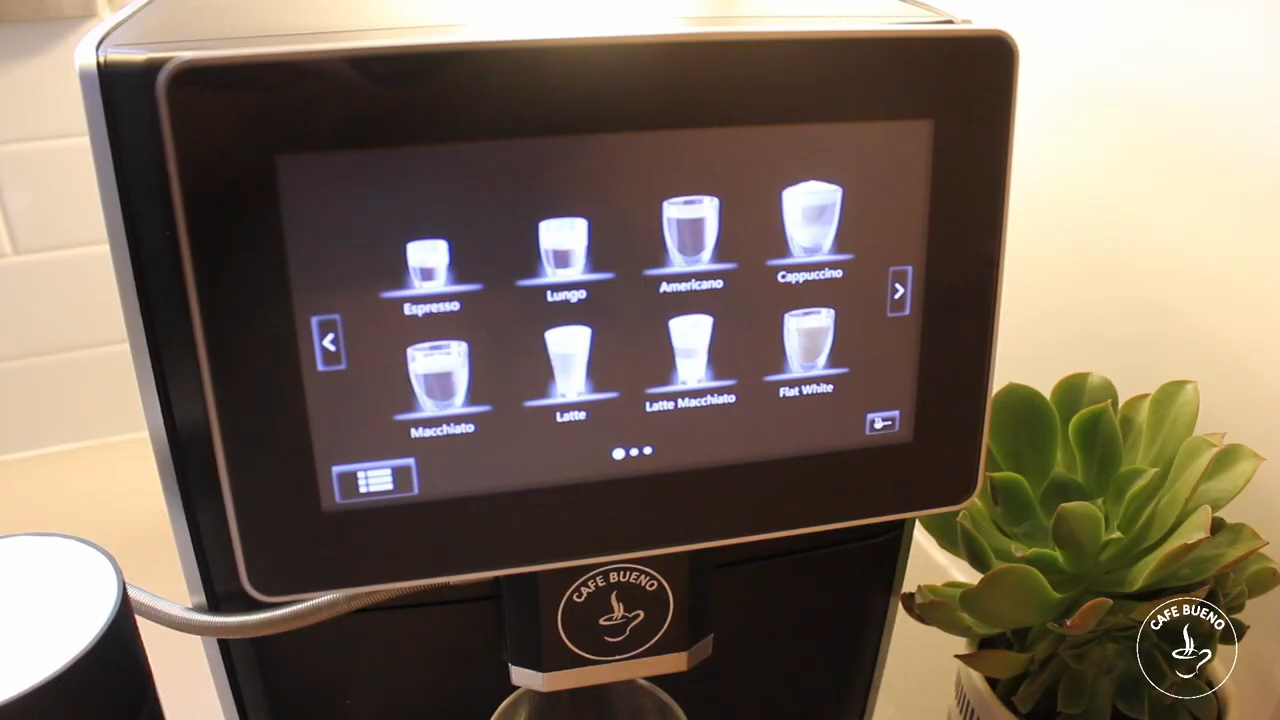 Espresso
Lungo
Americano
Cappuccino
Macchiato
Latte
Latte Macchiato
Flat White
CAFE BUENO
CAFE BUENO